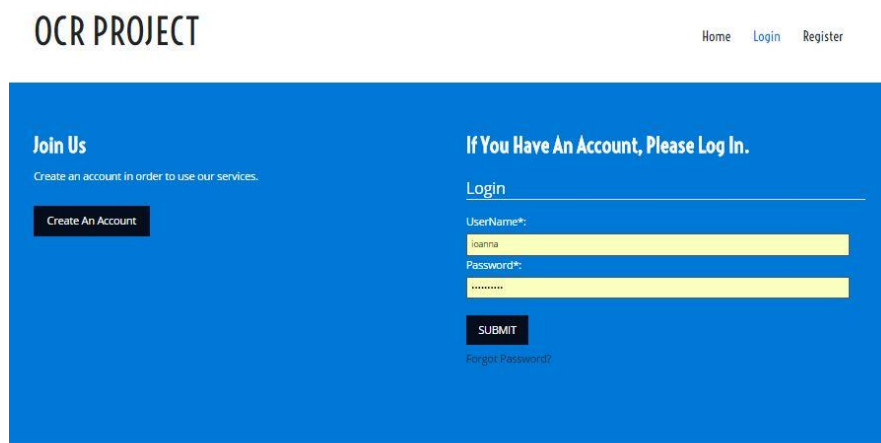 OCR PROJECT
Home Login Register
Join Us
Create an account in order to use our services.
Create An Account
If You Have An Account, Please Log In.
Login
UserName*:
ioanna
Password*:
••••••••••
SUBMIT
Forgot Password?